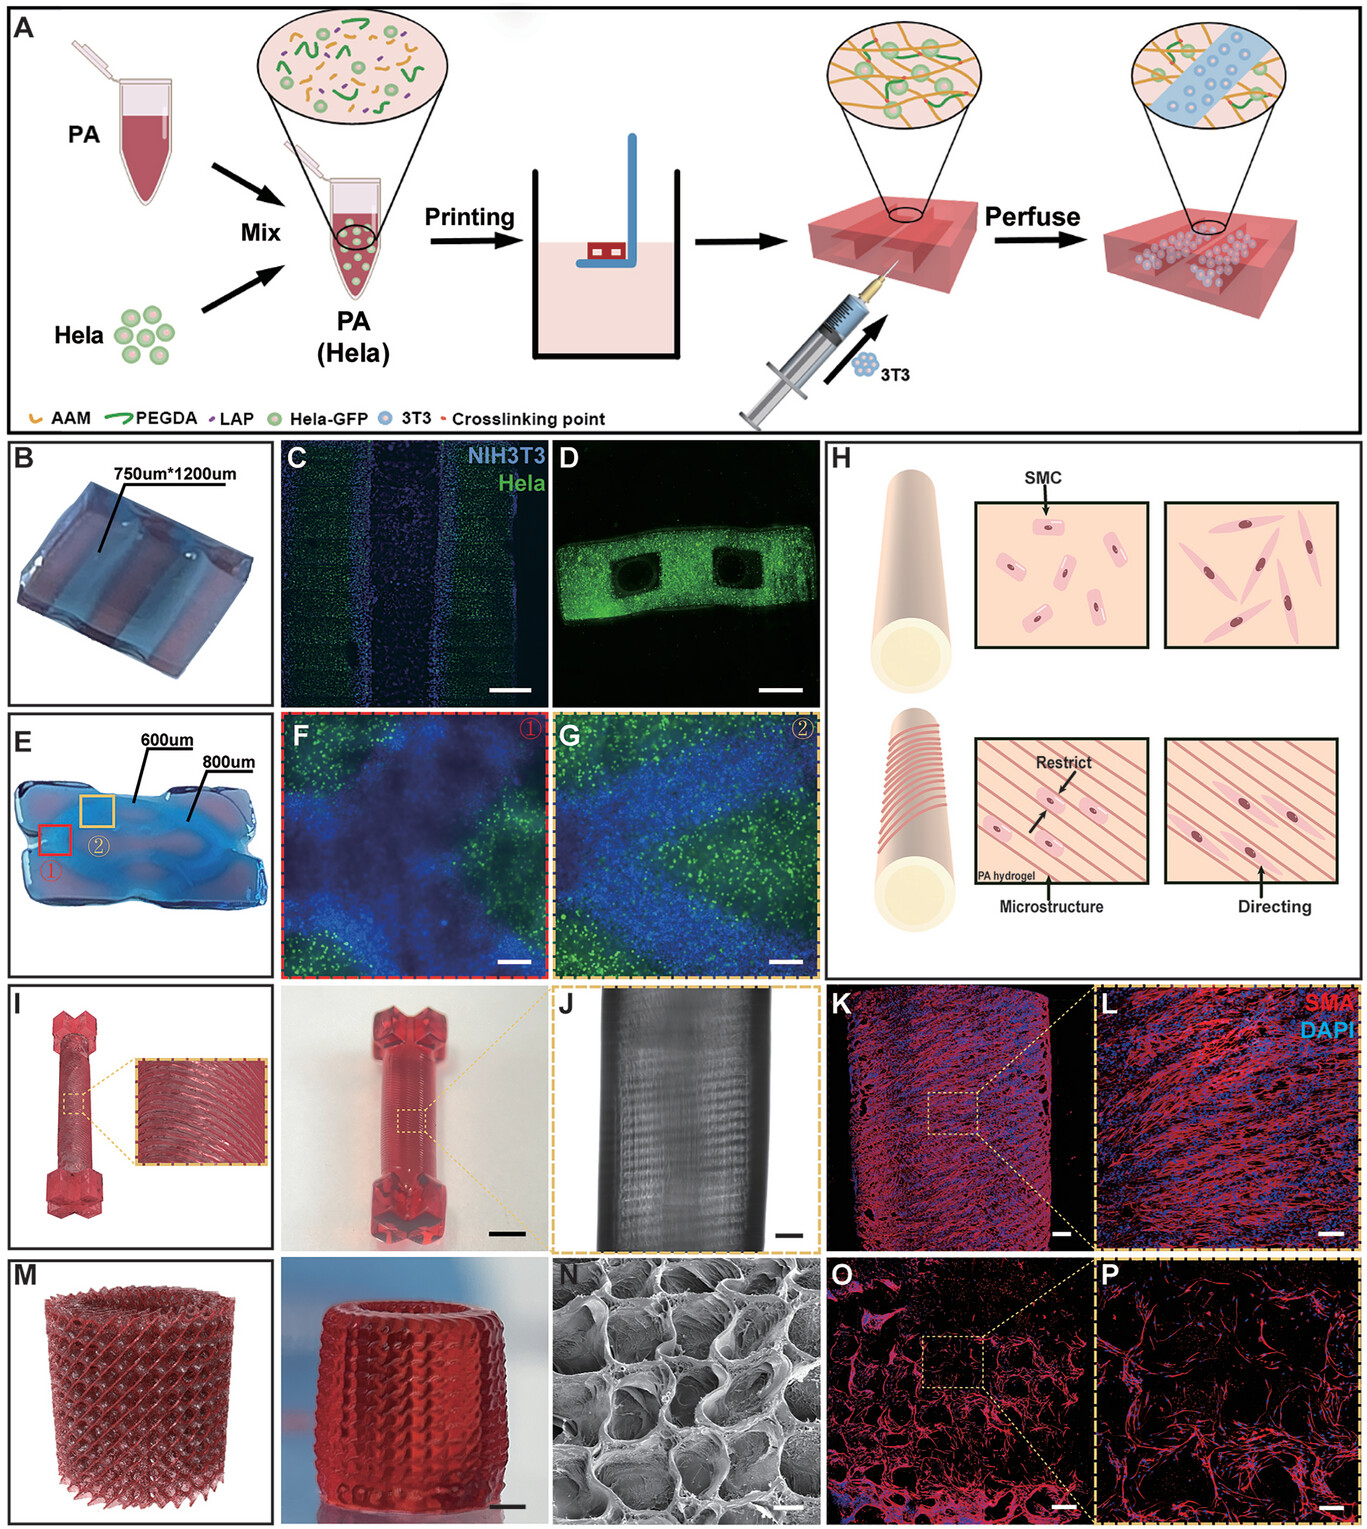 A
PA
Mix
Hela
PA
(Hela)
Printing
Perfuse
3T3
AAM PEGDA LAP Hela-GFP 3T3 Crosslinking point
B
750um*1200um
C
NIH3T3
Hela
D
E
600um
800um
①
②
F
①
G
②
H
SMC
Restrict
PA hydrogel
Microstructure
Directing
I
J
K
L
SMA
DAPI
M
N
O
P